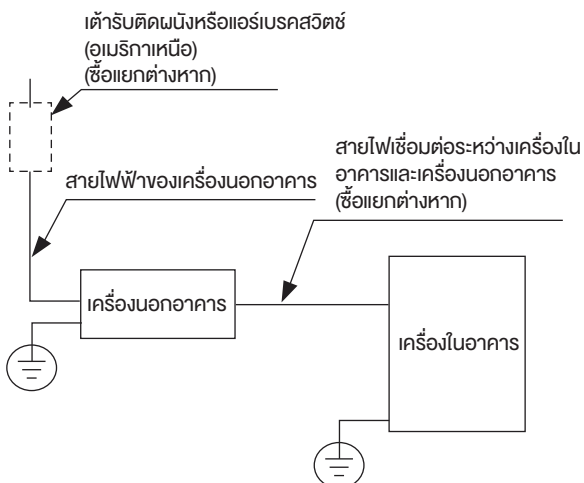 เต้ารับติดผนังหรือแอร์เบรคสวิตช์
(อเมริกาเหนือ)
(ซื้อแยกต่างหาก)
สายไฟเชื่อมต่อระหว่างเครื่องใน
อาคารและเครื่องนอกอาคาร
(ซื้อแยกต่างหาก)
สายไฟฟ้าของเครื่องนอกอาคาร
เครื่องนอกอาคาร
เครื่องในอาคาร